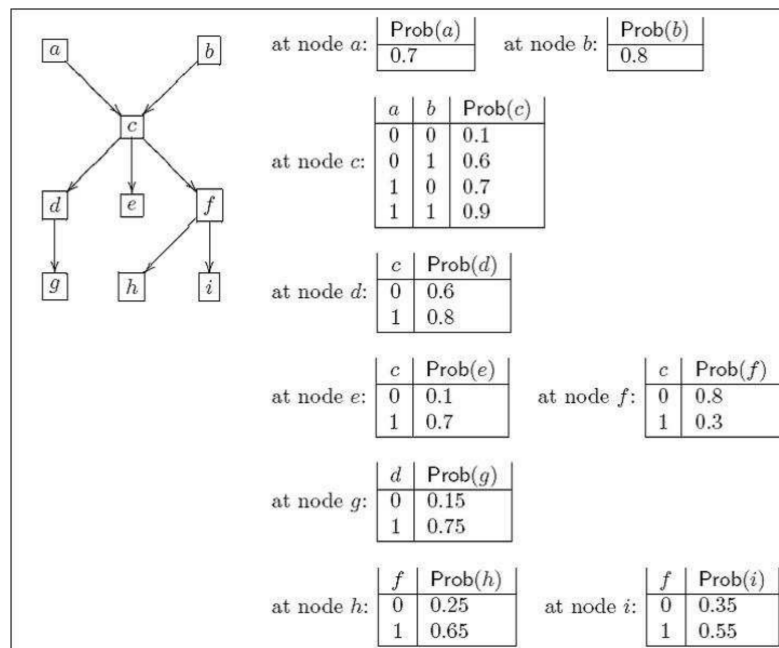 a b
c
d e f
g h i
at node a: Prob(a) at node b: Prob(b)
0.7 0.8
at node c: a b Prob(c)
0 0 0.1
0 1 0.6
1 0 0.7
1 1 0.9
at node d: c Prob(d)
0 0.6
1 0.8
at node e: c Prob(e) at node f: c Prob(f)
0 0.1 0 0.8
1 0.7 1 0.3
at node g: d Prob(g)
0 0.15
1 0.75
at node h: f Prob(h) at node i: f Prob(i)
0 0.25 0 0.35
1 0.65 1 0.55